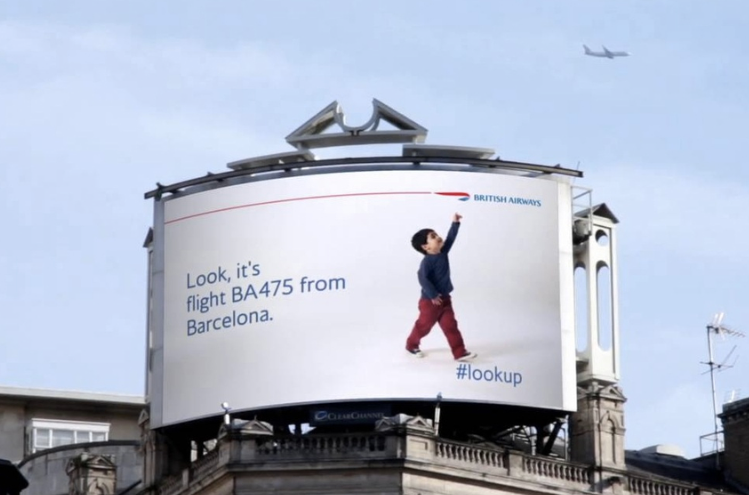 BRITISH AIRWAYS
Look, it's
flight BA475 from
Barcelona.
#lookup
CLEARCHANNEL